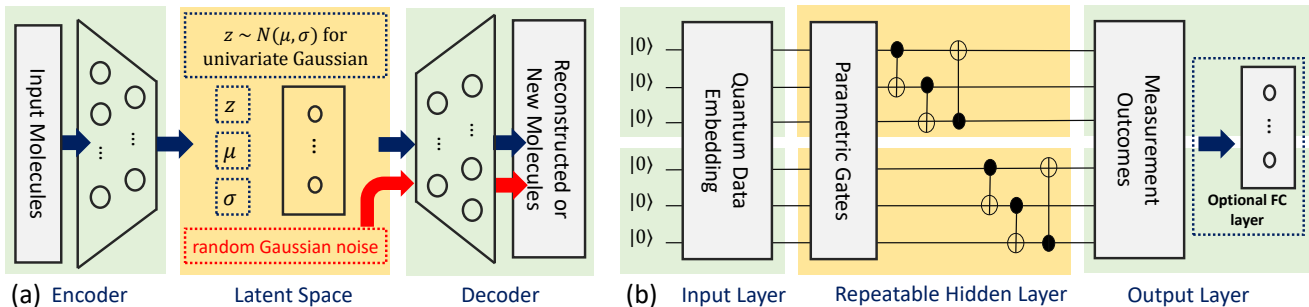 Input Molecules
...
...
z ~ N(μ, σ) for
univariate Gaussian
z
μ
σ
...
random Gaussian noise
...
...
Reconstructed or
New Molecules
(a) Encoder
Latent Space
Decoder
|0⟩
|0⟩
|0⟩
|0⟩
|0⟩
|0⟩
Quantum Data
Embedding
Parametric Gates
Measurement
Outcomes
...
Optional FC
layer
(b) Input Layer
Repeatable Hidden Layer
Output Layer